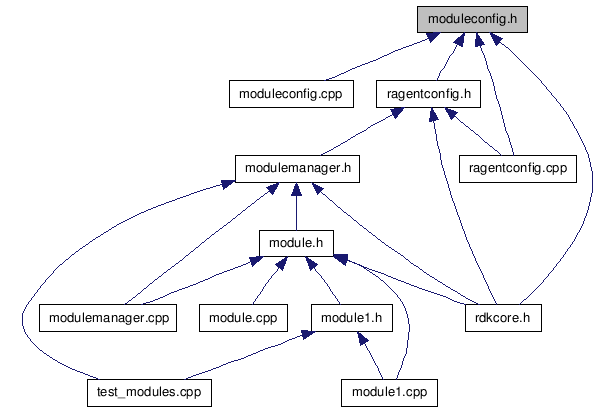 moduleconfig.h
moduleconfig.cpp
ragentconfig.h
modulemanager.h
ragentconfig.cpp
module.h
modulemanager.cpp
module.cpp
module1.h
rdkcore.h
test_modules.cpp
module1.cpp